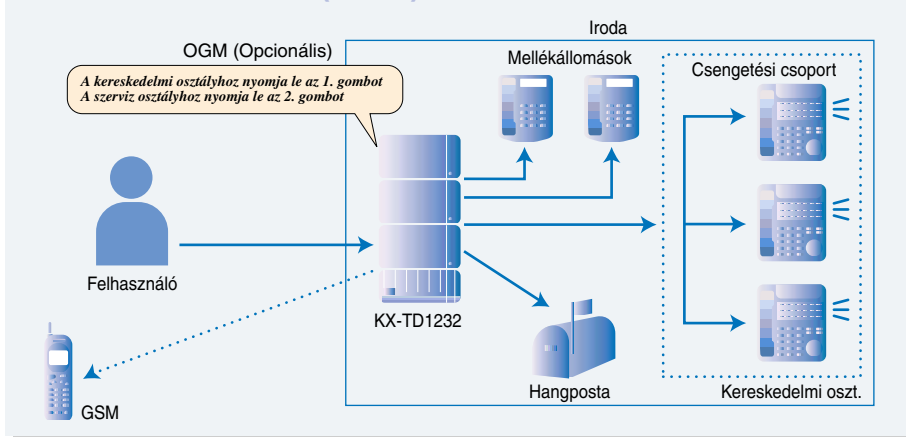 Iroda
OGM (Opcionális)
A kereskedelmi osztályhoz nyomja le az 1. gombot
A szerviz osztályhoz nyomja le az 2. gombot
Mellékállomások
Csengetési csoport
Felhasználó
KX-TD1232
GSM
Hangposta
Kereskedelmi oszt.